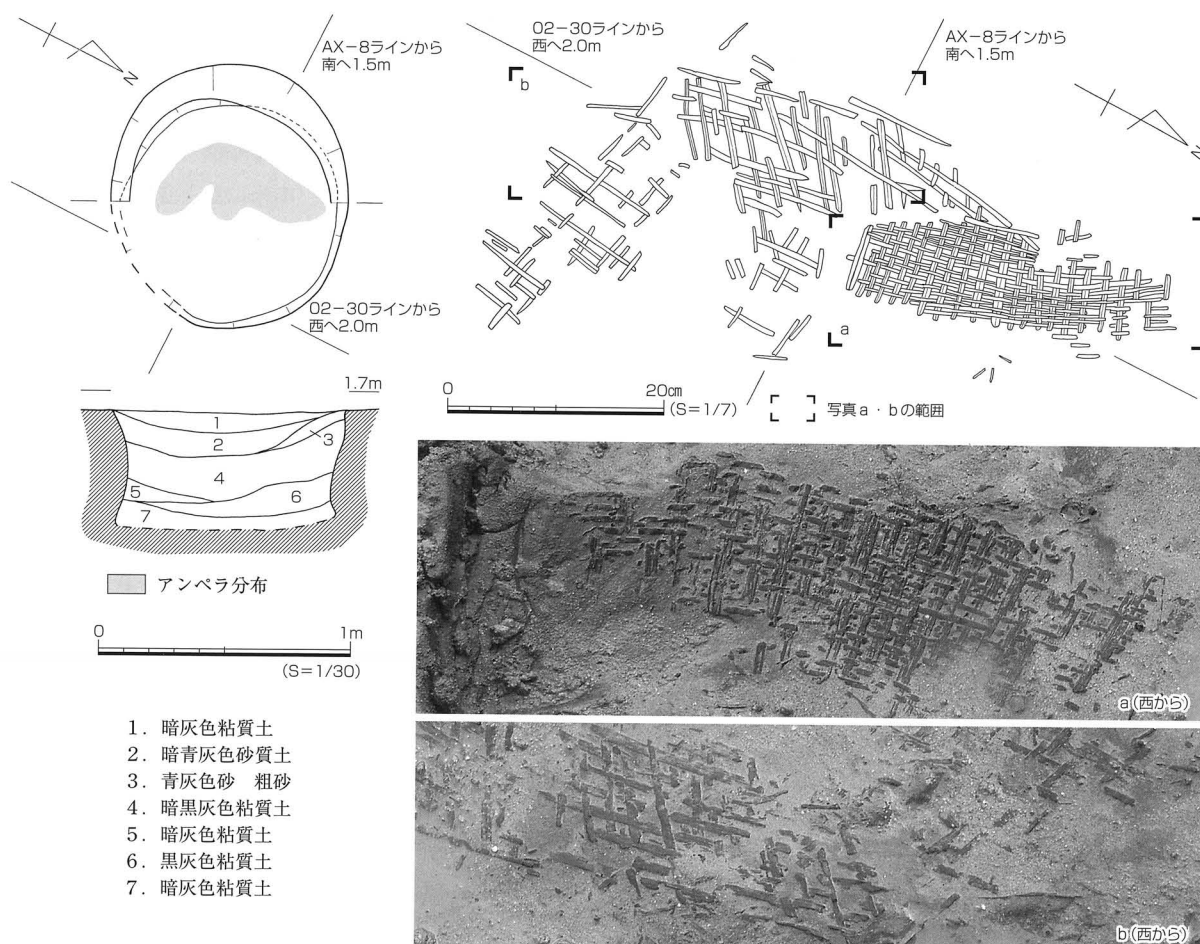 AX-8ラインから
南へ1.5m
N
02-30ラインから
西へ2.0m
1.7m
1
2
3
4
5
6
7
アンペラ分布
0 1m
(S=1/30)
1. 暗灰色粘質土
2. 暗青灰色砂質土
3. 青灰色砂 粗砂
4. 暗黒灰色粘質土
5. 暗灰色粘質土
6. 黒灰色粘質土
7. 暗灰色粘質土
02-30ラインから
西へ2.0m
AX-8ラインから
南へ1.5m
b
N
a
0 20cm
(S=1/7)
写真a・bの範囲
a(西から)
b(西から)